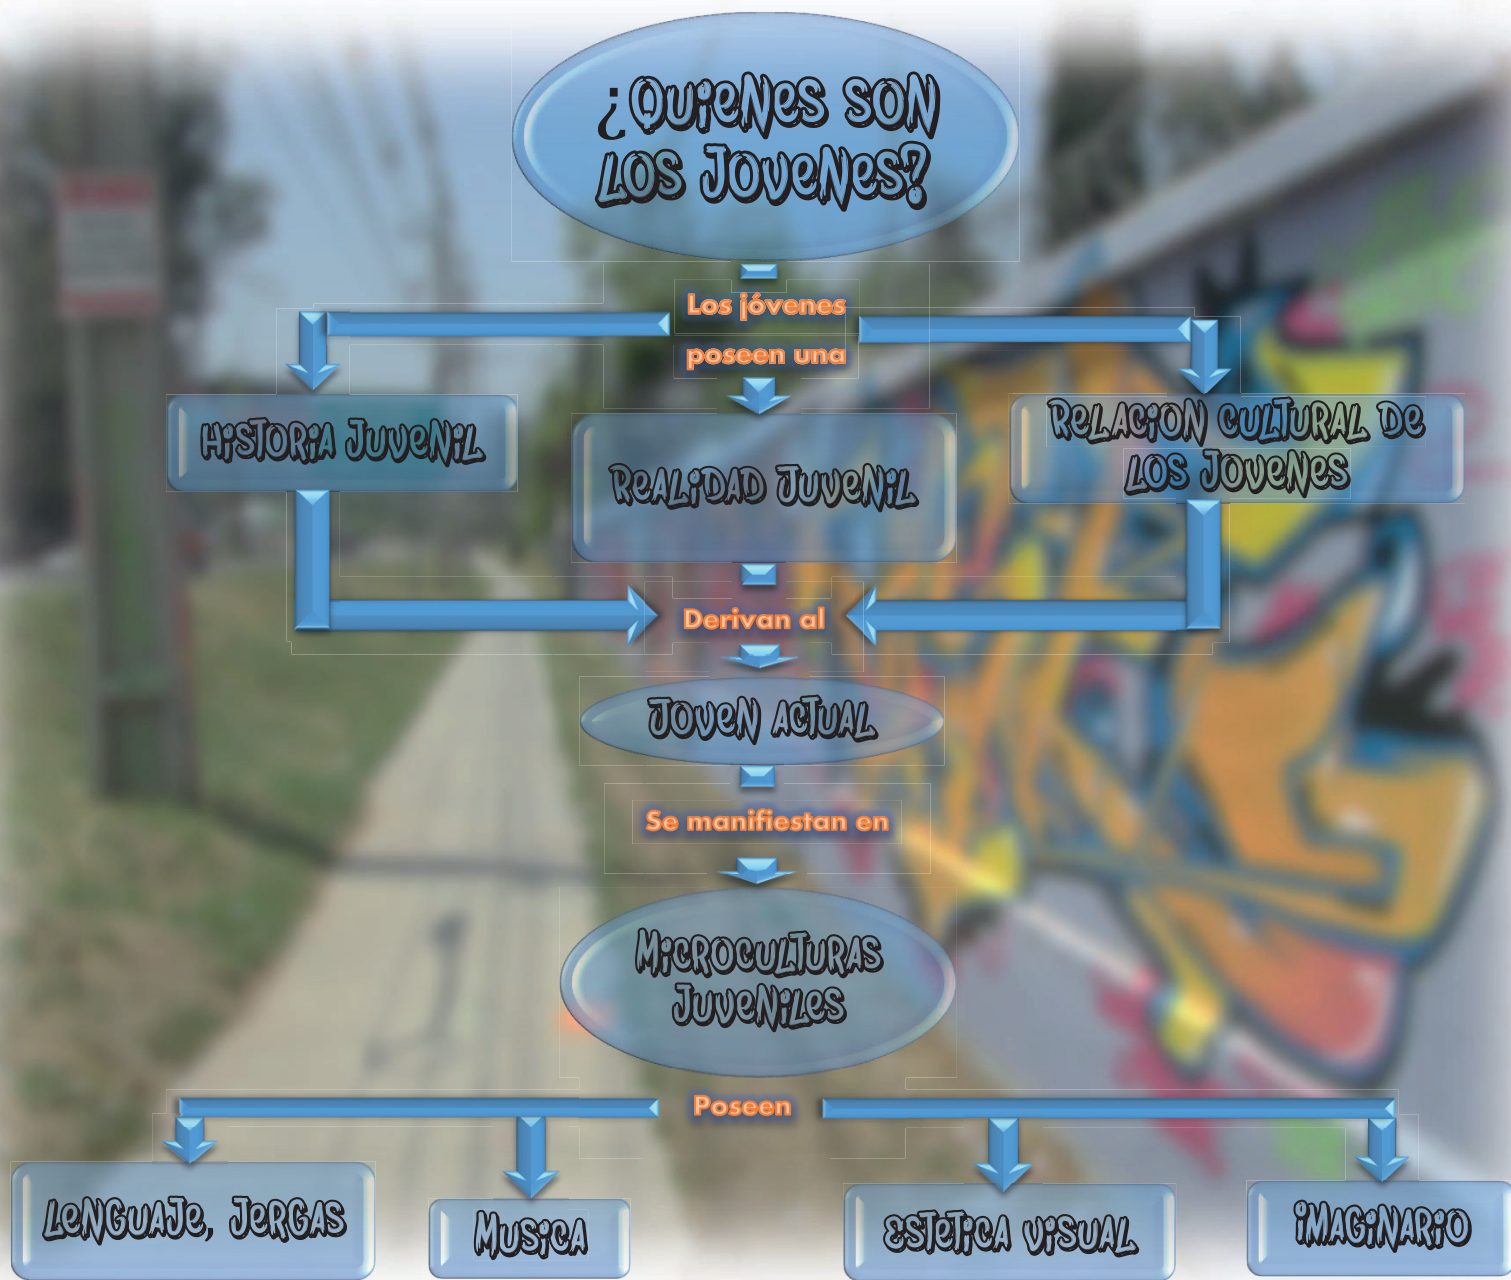 ¿QUIENES SON
LOS JOVENES?
Los jóvenes
poseen una
HISTORIA JUVENIL
REALIDAD JUVENIL
RELACION CULTURAL DE
LOS JOVENES
Derivan al
JOVEN ACTUAL
Se manifiestan en
MICROCULTURAS
JUVENILES
Poseen
LENGUAJE, JERGAS
MUSICA
ESTETICA VISUAL
IMAGINARIO